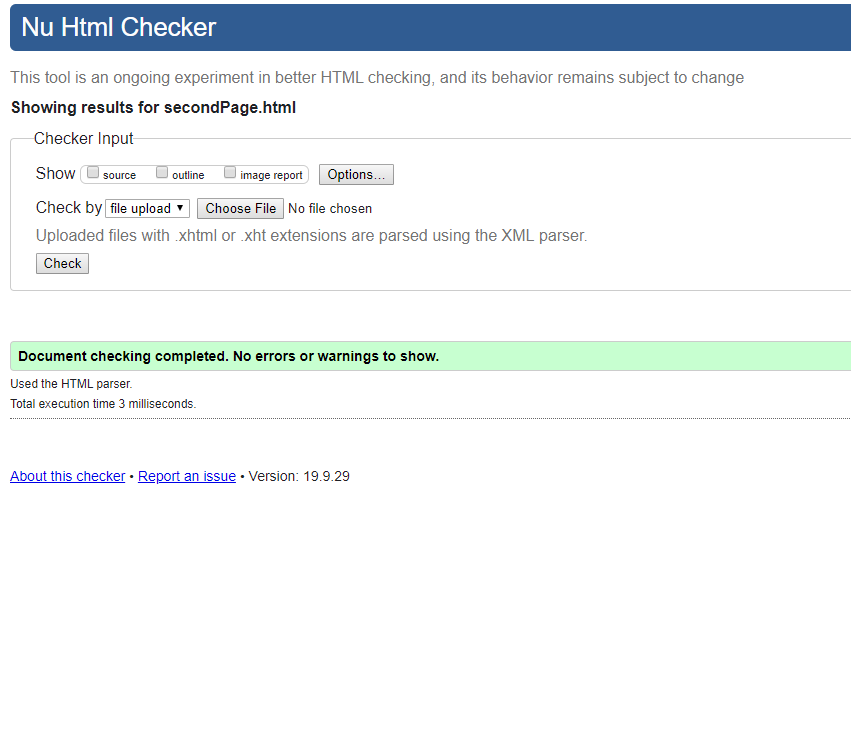 Nu Html Checker
This tool is an ongoing experiment in better HTML checking, and its behavior remains subject to change
Showing results for secondPage.html
Checker Input
Show source outline image report Options...
Check by file upload ▼ Choose File No file chosen
Uploaded files with .xhtml or .xht extensions are parsed using the XML parser.
Check
Document checking completed. No errors or warnings to show.
Used the HTML parser.
Total execution time 3 milliseconds.
About this checker • Report an issue • Version: 19.9.29